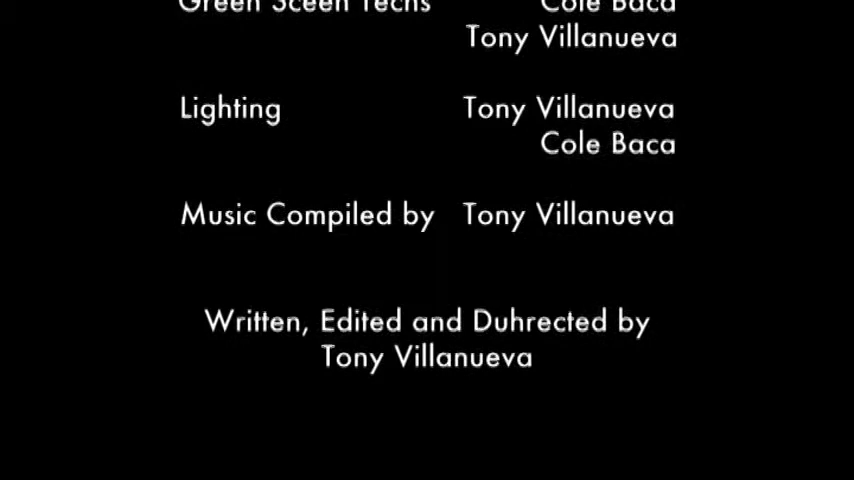 Green Sceen Techs Cole Baca
Tony Villanueva
Lighting Tony Villanueva
Cole Baca
Music Compiled by Tony Villanueva
Written, Edited and Duhrected by
Tony Villanueva